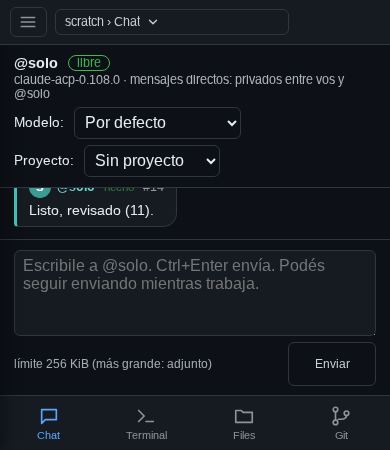 scratch › Chat
@solo libre
claude-acp-0.108.0 · mensajes directos: privados entre vos y
@solo
Modelo: Por defecto
Proyecto: Sin proyecto
S @solo hecho #14
Listo, revisado (11).
Escribile a @solo. Ctrl+Enter envía. Podés
seguir enviando mientras trabaja.
límite 256 KiB (más grande: adjunto) Enviar
Chat Terminal Files Git